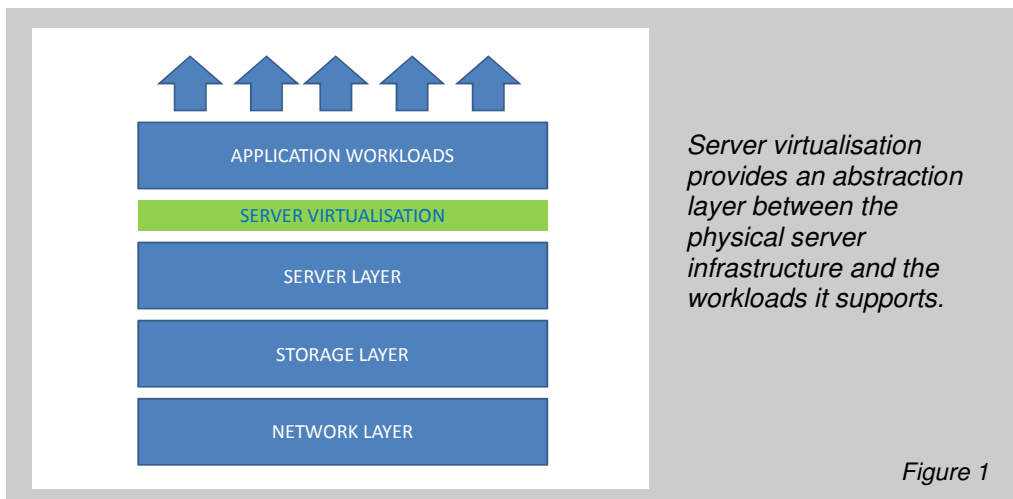 APPLICATION WORKLOADS
SERVER VIRTUALISATION
SERVER LAYER
STORAGE LAYER
NETWORK LAYER
Server virtualisation
provides an abstraction
layer between the
physical server
infrastructure and the
workloads it supports.
Figure 1